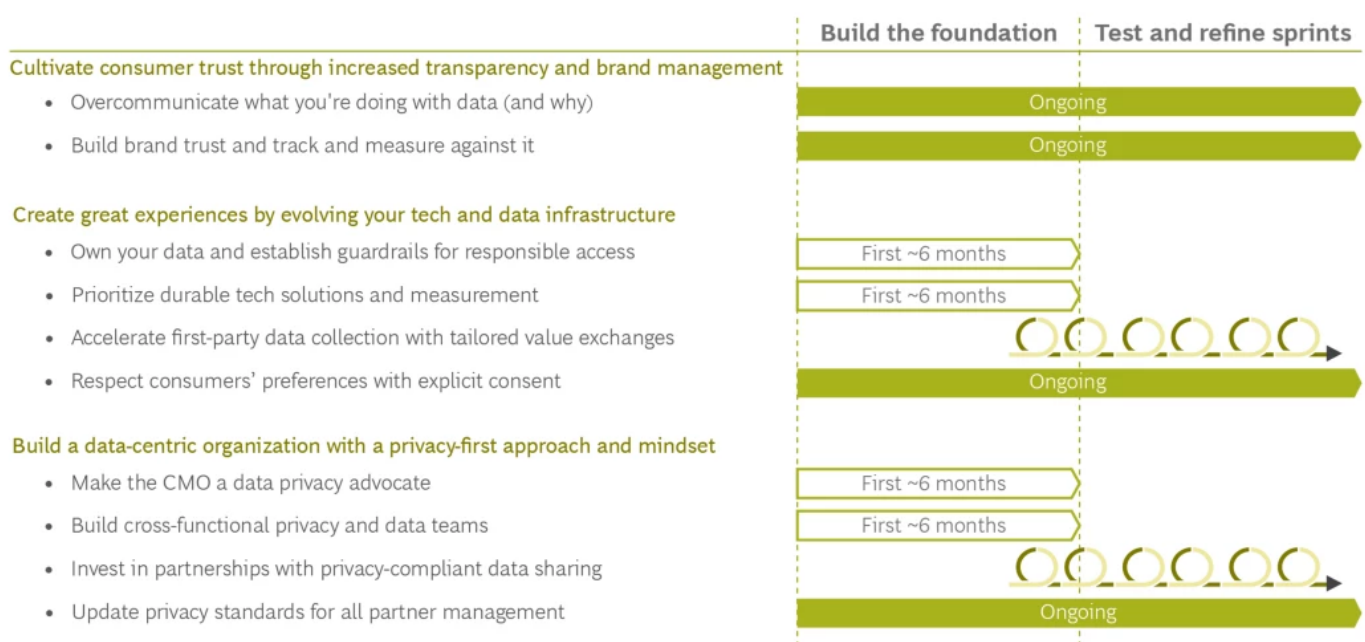 Build the foundation
Test and refine sprints
Cultivate consumer trust through increased transparency and brand management
• Overcommunicate what you're doing with data (and why)
Ongoing
• Build brand trust and track and measure against it
Ongoing
Create great experiences by evolving your tech and data infrastructure
• Own your data and establish guardrails for responsible access
First ~6 months
• Prioritize durable tech solutions and measurement
First ~6 months
• Accelerate first-party data collection with tailored value exchanges
• Respect consumers’ preferences with explicit consent
Ongoing
Build a data-centric organization with a privacy-first approach and mindset
• Make the CMO a data privacy advocate
First ~6 months
• Build cross-functional privacy and data teams
First ~6 months
• Invest in partnerships with privacy-compliant data sharing
• Update privacy standards for all partner management
Ongoing